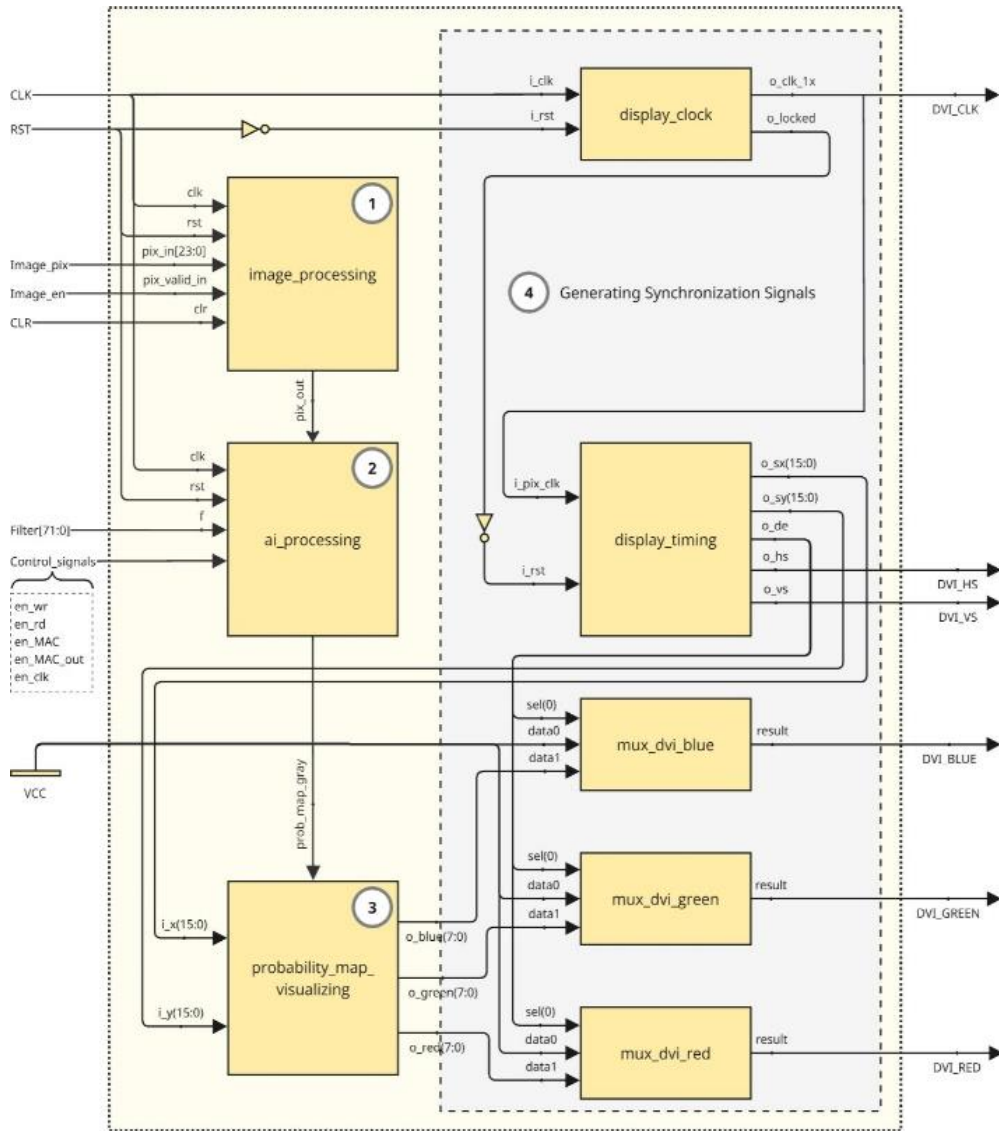 CLK
i_clk
display_clock
o_clk_1x
DVI_CLK
RST
i_rst
o_locked
clk
1
rst
Image_pix
pix_in[23:0]
image_processing
Image_en
pix_valid_in
4
Generating Synchronization Signals
CLR
clr
pix_out
clk
2
rst
Filter[71:0]
f
ai_processing
Control_signals
en_wr
en_rd
en_MAC
en_MAC_out
en_clk
i_pix_clk
display_timing
i_rst
o_sx(15:0)
o_sy(15:0)
o_de
o_hs
DVI_HS
o_vs
DVI_VS
sel(0)
data0
data1
mux_dvi_blue
result
DVI_BLUE
VCC
prob_map_gray
sel(0)
data0
data1
mux_dvi_green
result
DVI_GREEN
3
i_x(15:0)
probability_map_
visualizing
i_y(15:0)
o_blue(7:0)
o_green(7:0)
o_red(7:0)
sel(0)
data0
data1
mux_dvi_red
result
DVI_RED